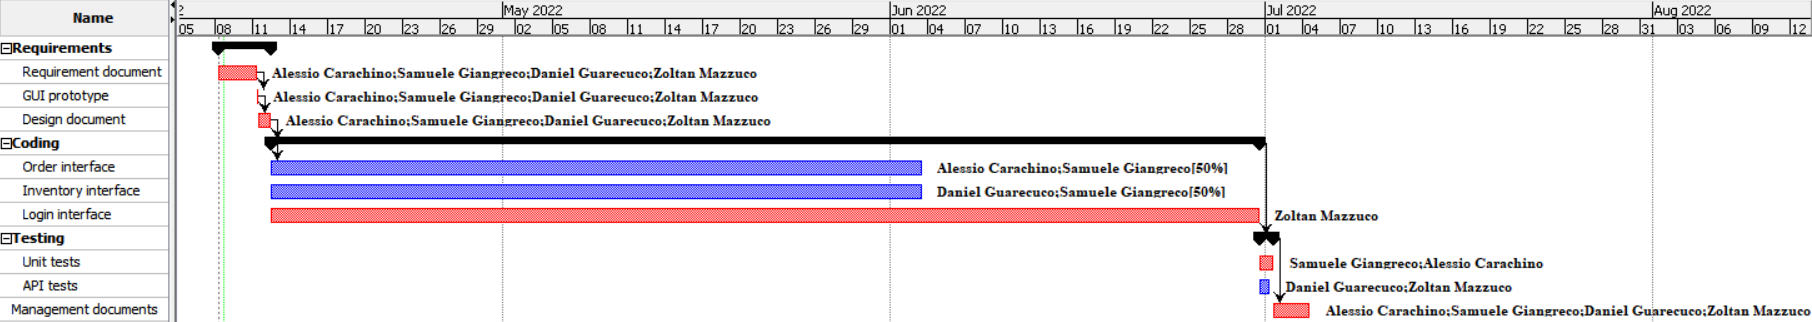 Name
2 May 2022 Jun 2022 Jul 2022 Aug 2022
05 08 11 14 17 20 23 26 29 02 05 08 11 14 17 20 23 26 29 01 04 07 10 13 16 19 22 25 28 01 04 07 10 13 16 19 22 25 28 31 03 06 09 12
Requirements
Requirement document Alessio Carachino;Samuele Giangreco;Daniel Guarecuco;Zoltan Mazzuco
GUI prototype Alessio Carachino;Samuele Giangreco;Daniel Guarecuco;Zoltan Mazzuco
Design document Alessio Carachino;Samuele Giangreco;Daniel Guarecuco;Zoltan Mazzuco
Coding
Order interface Alessio Carachino;Samuele Giangreco[50%]
Inventory interface Daniel Guarecuco;Samuele Giangreco[50%]
Login interface Zoltan Mazzuco
Testing
Unit tests Samuele Giangreco;Alessio Carachino
API tests Daniel Guarecuco;Zoltan Mazzuco
Management documents Alessio Carachino;Samuele Giangreco;Daniel Guarecuco;Zoltan Mazzuco